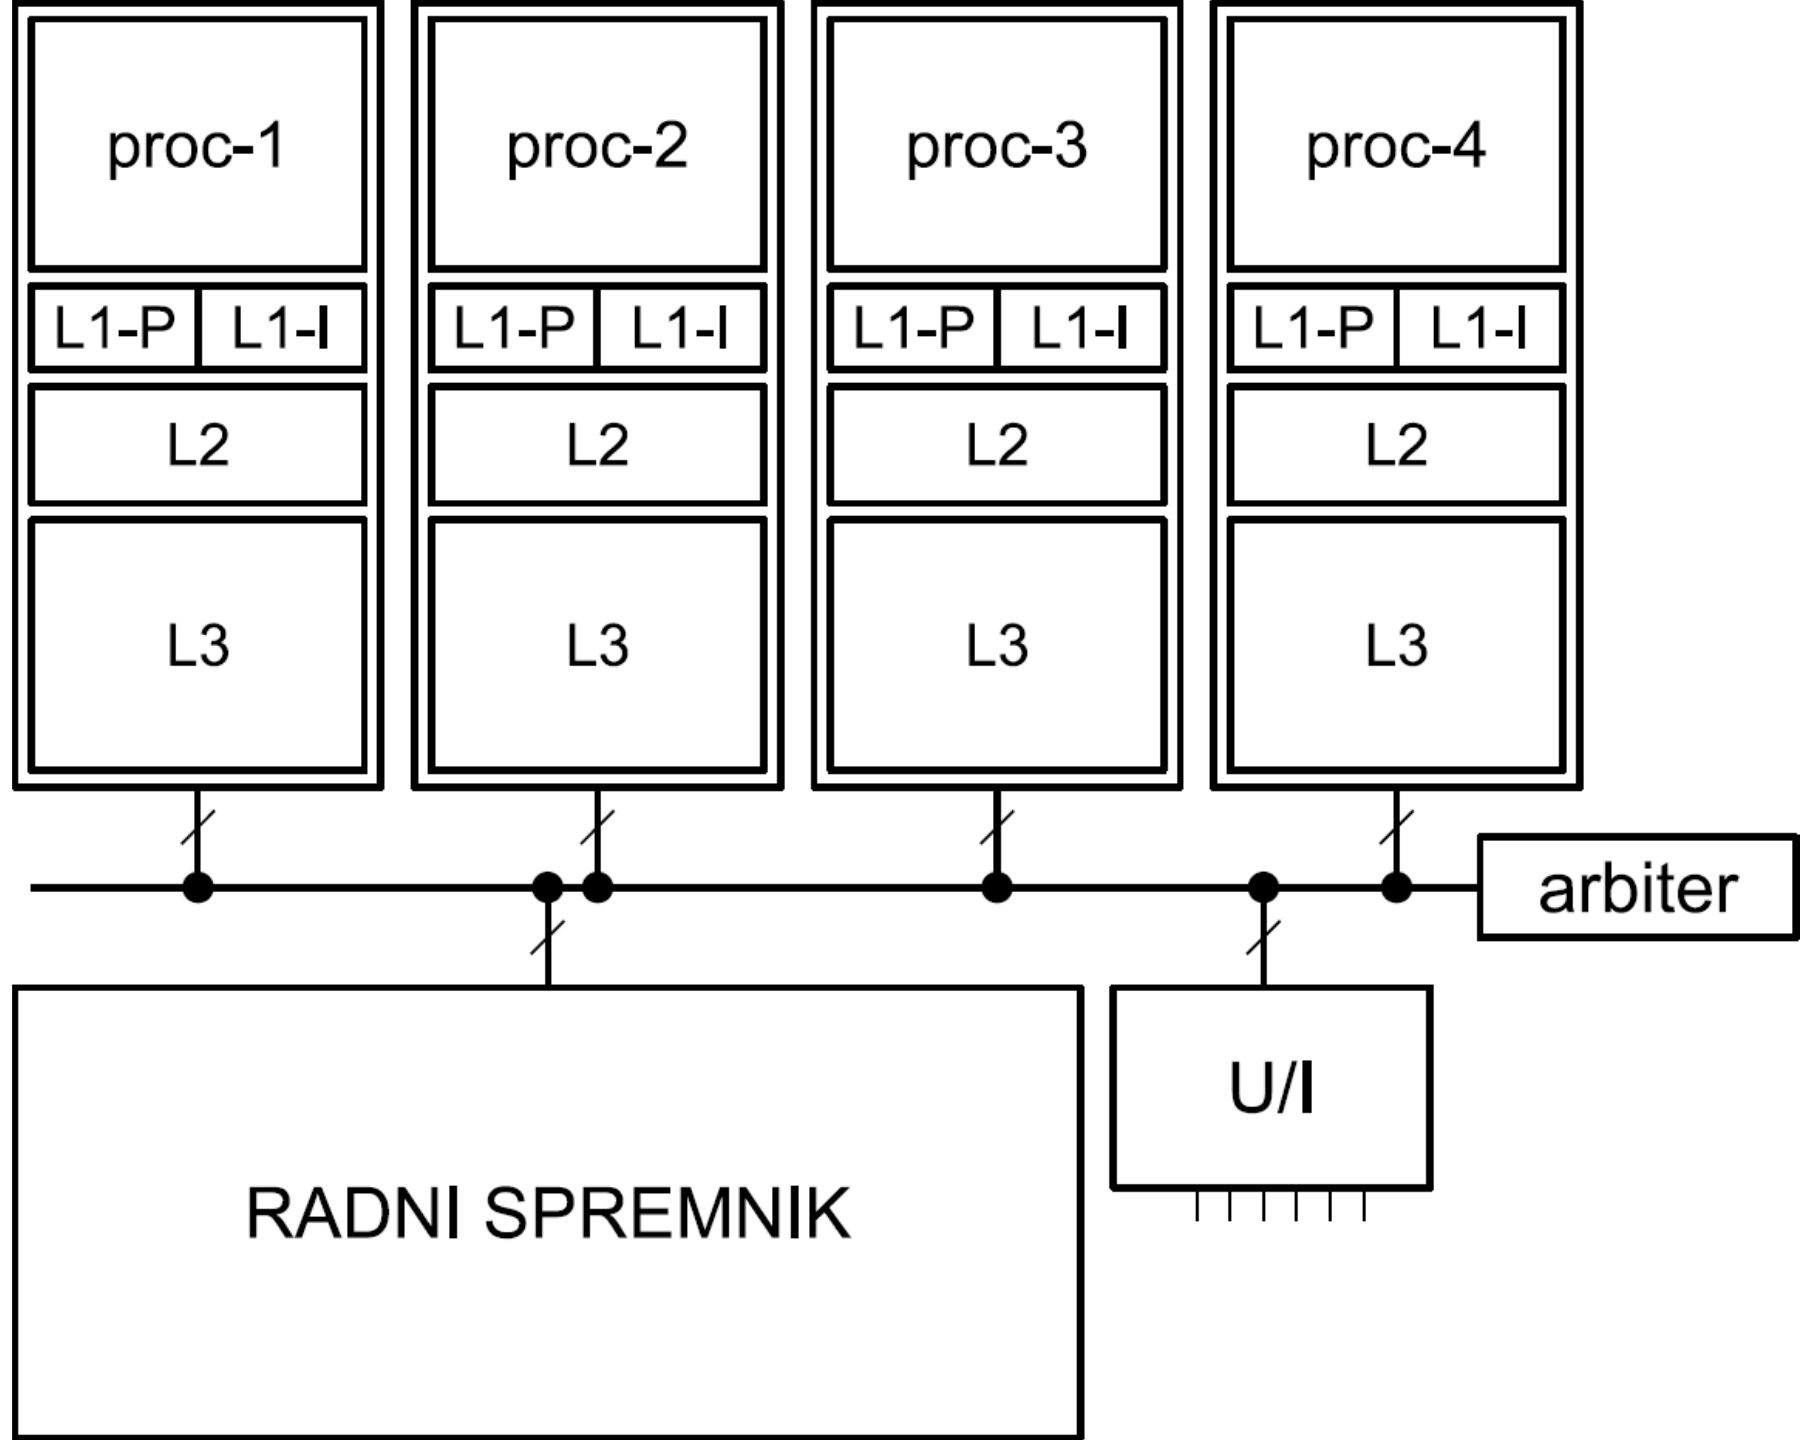 proc-1
proc-2
proc-3
proc-4
L1-P
L1-I
L1-P
L1-I
L1-P
L1-I
L1-P
L1-I
L2
L2
L2
L2
L3
L3
L3
L3
arbiter
U/I
RADNI SPREMNIK